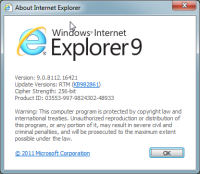 About Internet Explorer
Windows Internet
Explorer 9
Version: 9.0.8112.16421
Update Versions: RTM (KB982861)
Cipher Strength: 256-bit
Product ID: 03553-997-9824302-48933
Warning: This computer program is protected by copyright law and
international treaties. Unauthorized reproduction or distribution of
this program, or any portion of it, may result in severe civil and
criminal penalties, and will be prosecuted to the maximum extent
possible under the law.
© 2011 Microsoft Corporation
OK